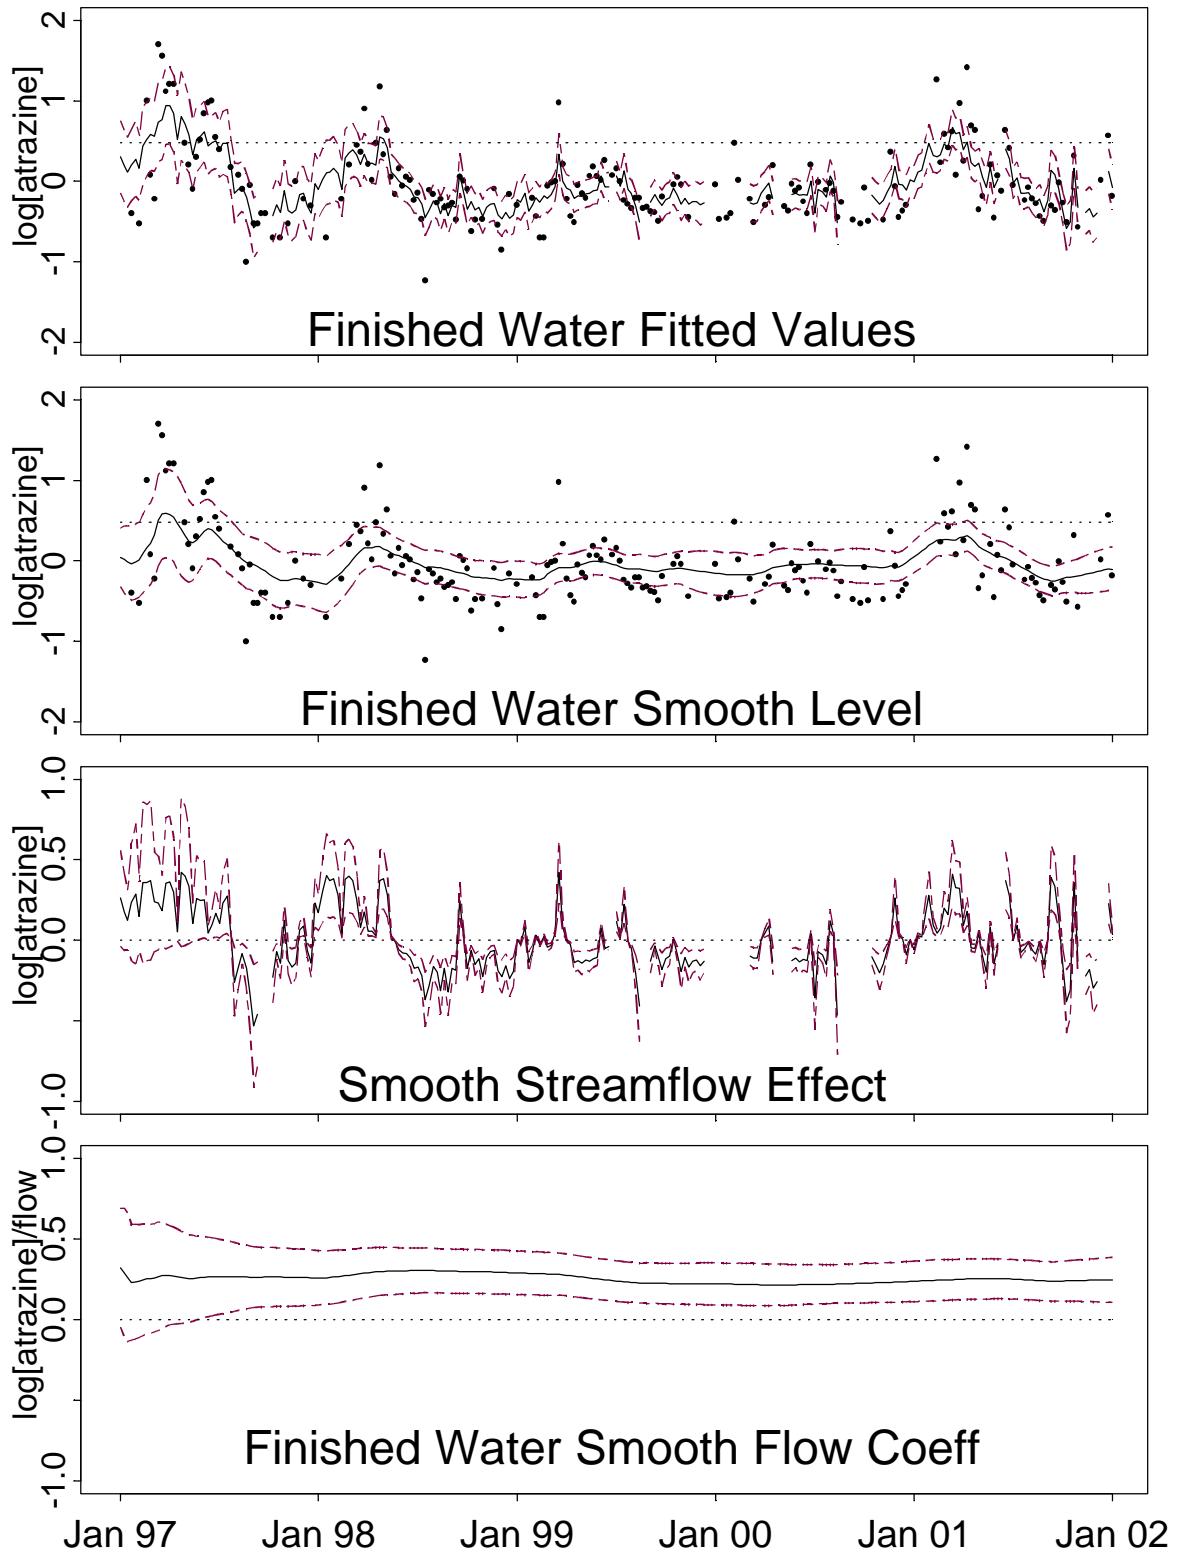 log[atrazine]
2
1
0
-1
-2
Finished Water Fitted Values
log[atrazine]
2
1
0
-1
-2
Finished Water Smooth Level
log[atrazine]
1.0
0.5
0.0
-1.0
Smooth Streamflow Effect
log[atrazine]/flow
1.0
0.5
0.0
-1.0
Finished Water Smooth Flow Coeff
Jan 97 Jan 98 Jan 99 Jan 00 Jan 01 Jan 02